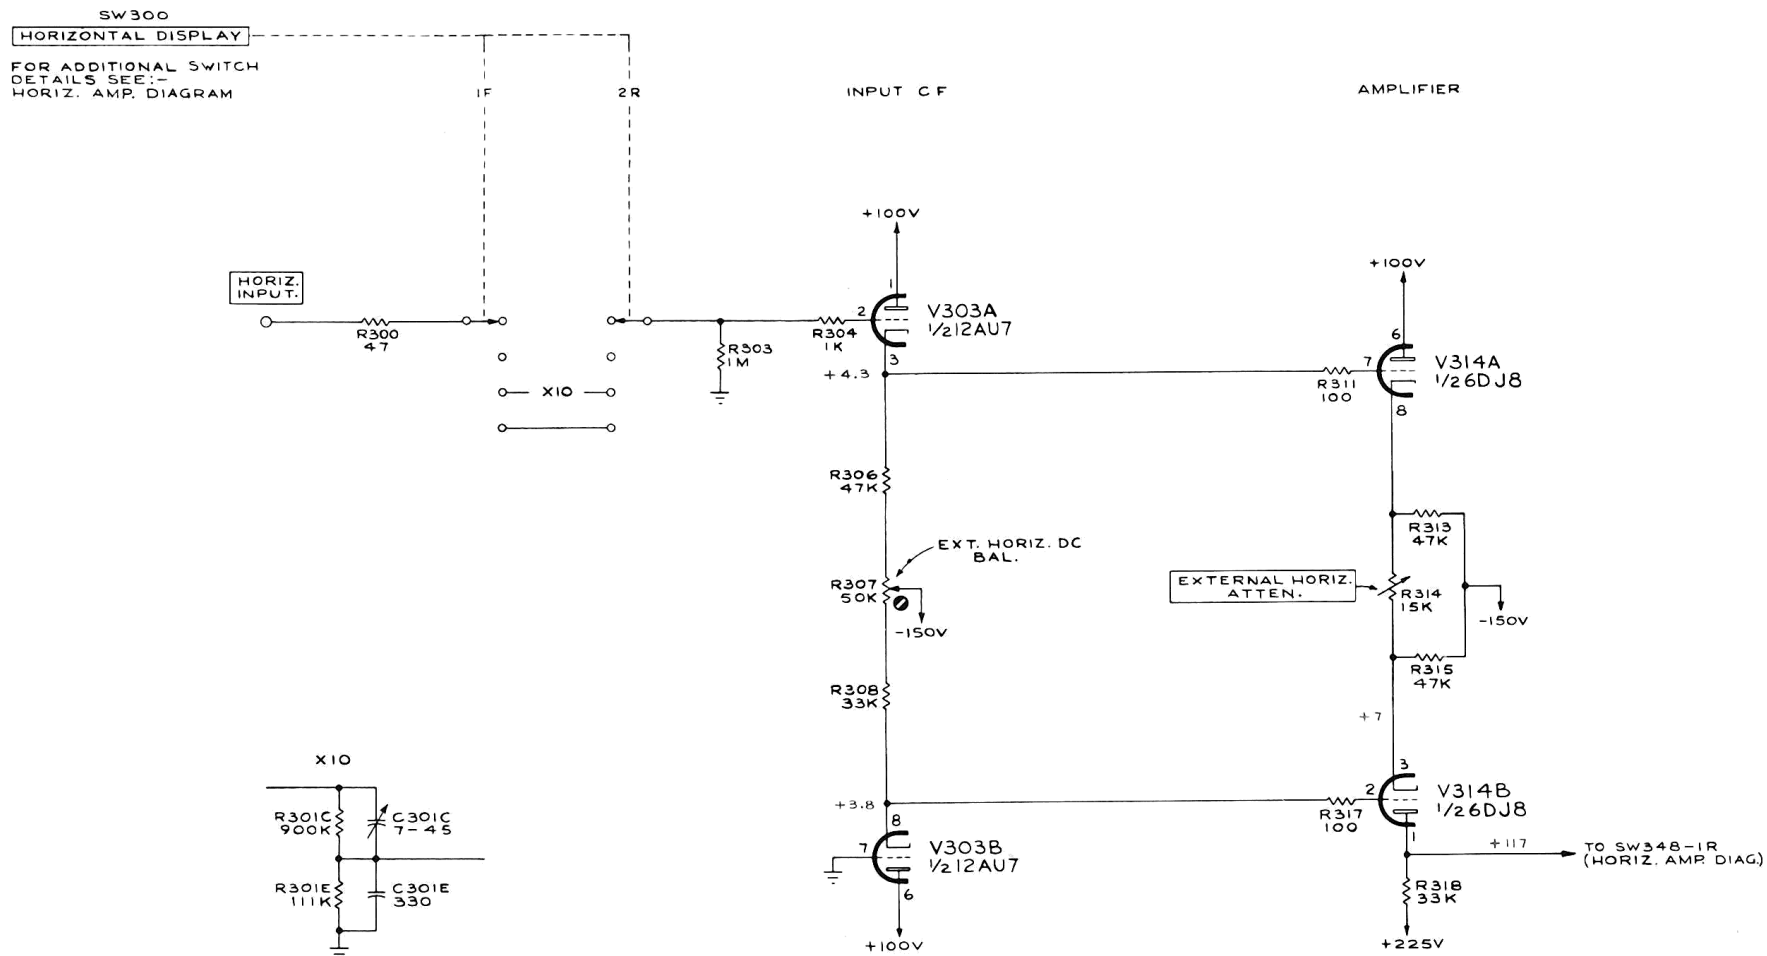 SW300
HORIZONTAL DISPLAY
FOR ADDITIONAL SWITCH
DETAILS SEE:-
HORIZ. AMP. DIAGRAM
1F
2R
INPUT CF
AMPLIFIER
HORIZ.
INPUT.
R300
47
X10
R303
1M
R304
1K
+100V
1
2
3
V303A
1/2 12AU7
+4.3
R306
47K
EXT. HORIZ. DC
BAL.
R307
50K
-150V
R308
33K
+3.8
8
7
6
V303B
1/2 12AU7
+100V
+100V
6
7
8
V314A
1/2 6DJ8
R311
100
R313
47K
EXTERNAL HORIZ.
ATTEN.
R314
15K
-150V
R315
47K
+7
3
2
1
V314B
1/2 6DJ8
R317
100
+117
TO SW348-1R
(HORIZ. AMP. DIAG.)
R318
33K
+225V
X10
R301C
900K
C301C
7-45
R301E
111K
C301E
330